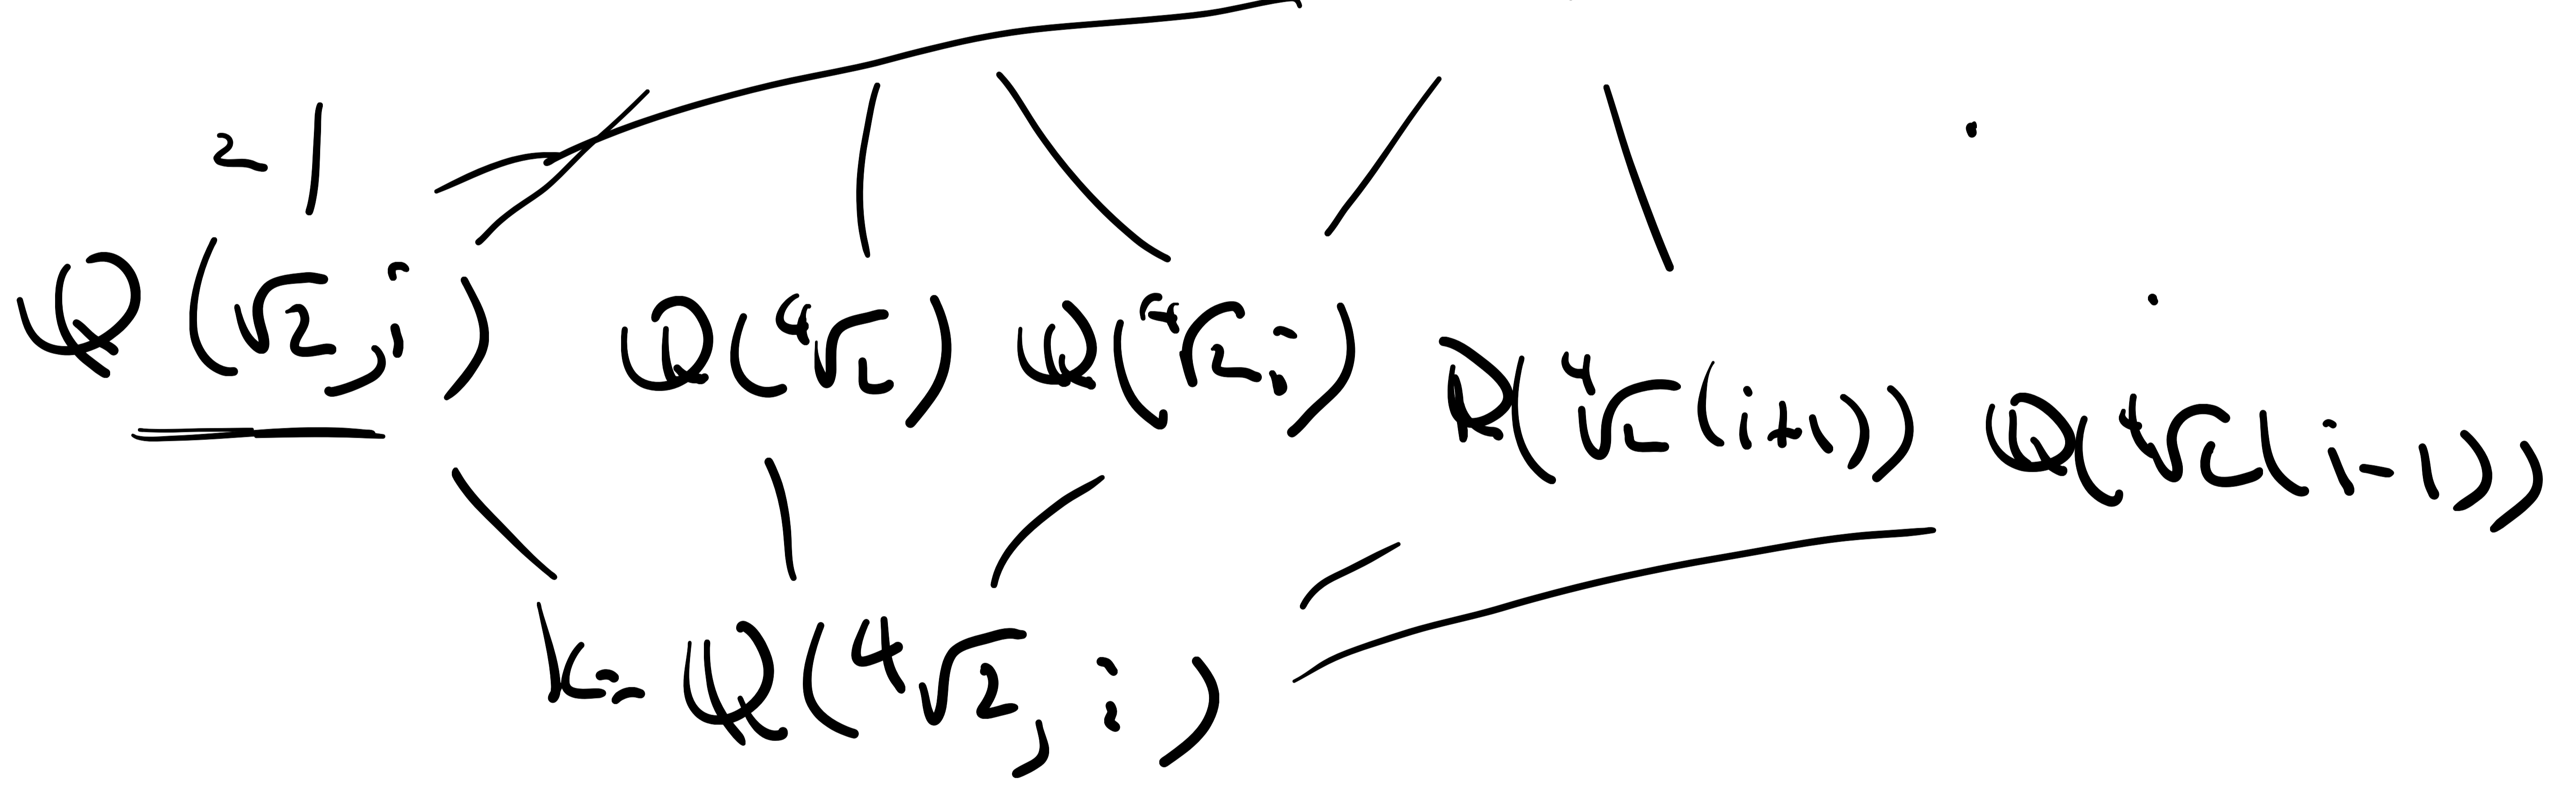 2
ℚ(√2, i) ℚ(⁴√2) ℚ(⁴√2 i) ℚ(⁴√2(i+1)) ℚ(⁴√2(i-1))
K = ℚ(⁴√2, i)